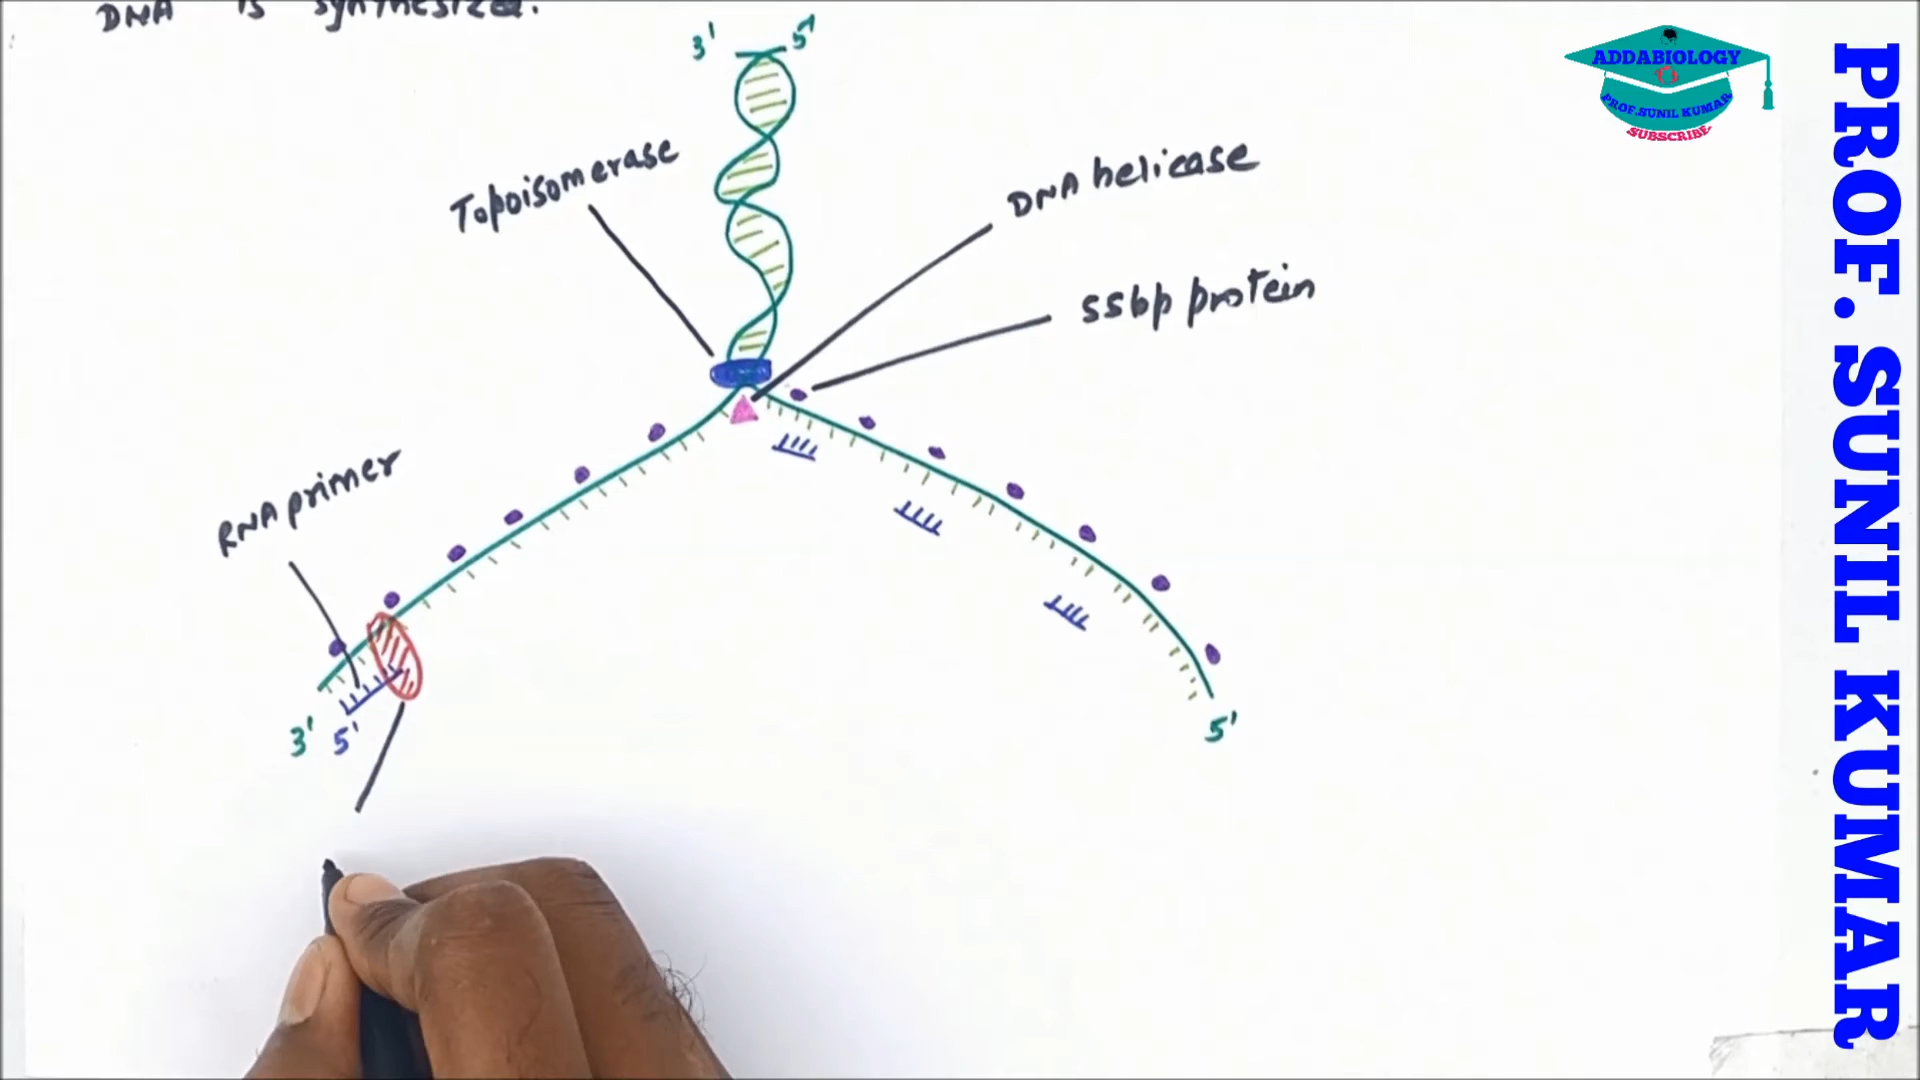 DNA is synthesized.
3' 5'
ADDABIOLOGY
PROF.SUNIL KUMAR
SUBSCRIBE
PROF. SUNIL KUMAR
Topoisomerase
DNA helicase
ssbp protein
RNA primer
3' 5'
5'